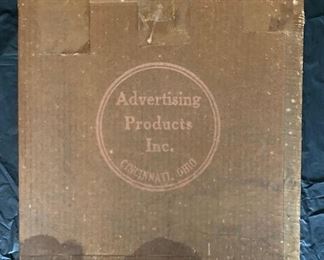 Advertising
Products
Inc.
CINCINNATI, OHIO